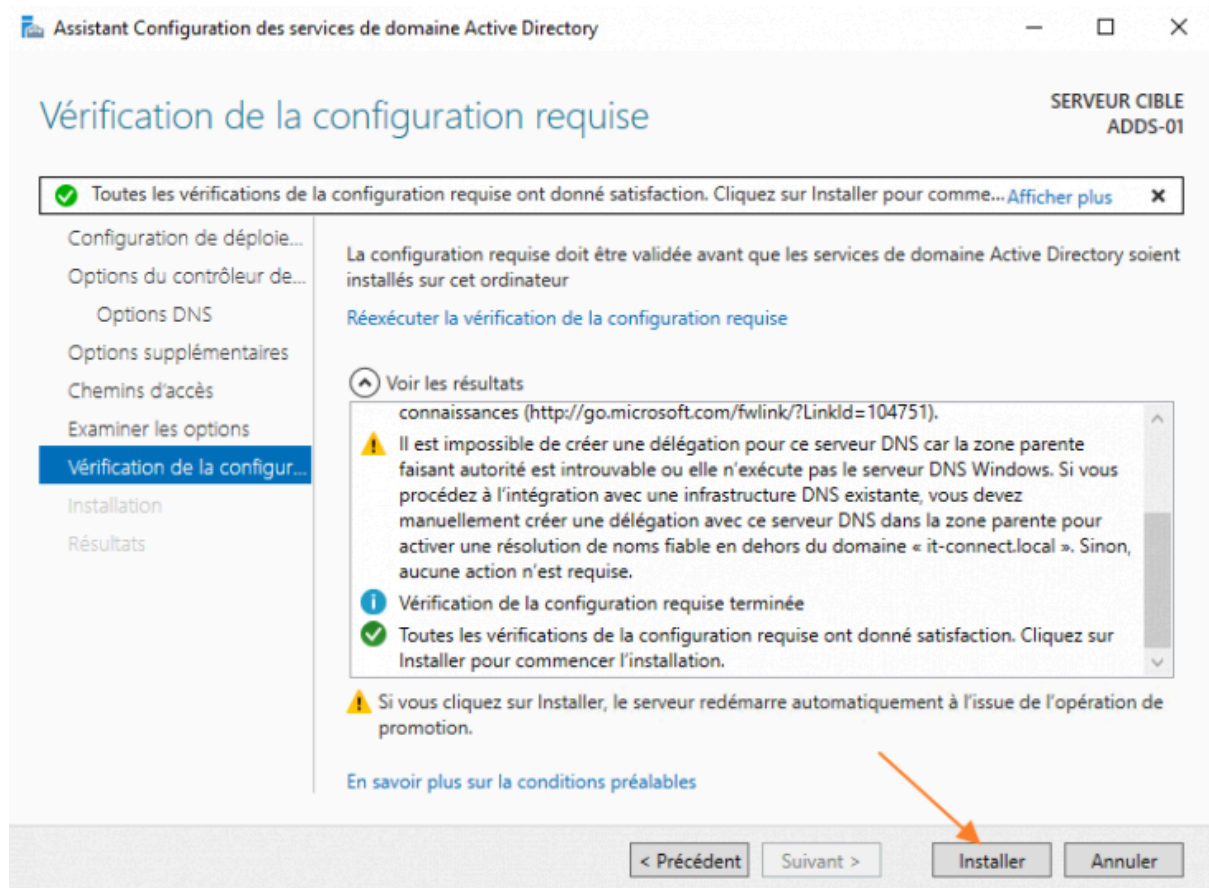 Assistant Configuration des services de domaine Active Directory
Vérification de la configuration requise
SERVEUR CIBLE
ADDS-01
Toutes les vérifications de la configuration requise ont donné satisfaction. Cliquez sur Installer pour comme... Afficher plus
Configuration de déploie...
Options du contrôleur de...
Options DNS
Options supplémentaires
Chemins d'accès
Examiner les options
Vérification de la configur...
Installation
Résultats
La configuration requise doit être validée avant que les services de domaine Active Directory soient
installés sur cet ordinateur
Réexécuter la vérification de la configuration requise
Voir les résultats
connaissances (http://go.microsoft.com/fwlink/?LinkId=104751).
Il est impossible de créer une délégation pour ce serveur DNS car la zone parente
faisant autorité est introuvable ou elle n'exécute pas le serveur DNS Windows. Si vous
procédez à l'intégration avec une infrastructure DNS existante, vous devez
manuellement créer une délégation avec ce serveur DNS dans la zone parente pour
activer une résolution de noms fiable en dehors du domaine « it-connect.local ». Sinon,
aucune action n'est requise.
Vérification de la configuration requise terminée
Toutes les vérifications de la configuration requise ont donné satisfaction. Cliquez sur
Installer pour commencer l'installation.
Si vous cliquez sur Installer, le serveur redémarre automatiquement à l'issue de l'opération de
promotion.
En savoir plus sur la conditions préalables
< Précédent
Suivant >
Installer
Annuler